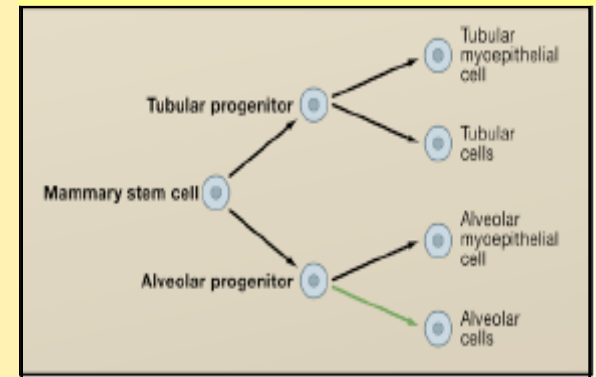 Tubular
myoepithelial
cell
Tubular progenitor
Tubular
cells
Mammary stem cell
Alveolar
myoepithelial
cell
Alveolar progenitor
Alveolar
cells